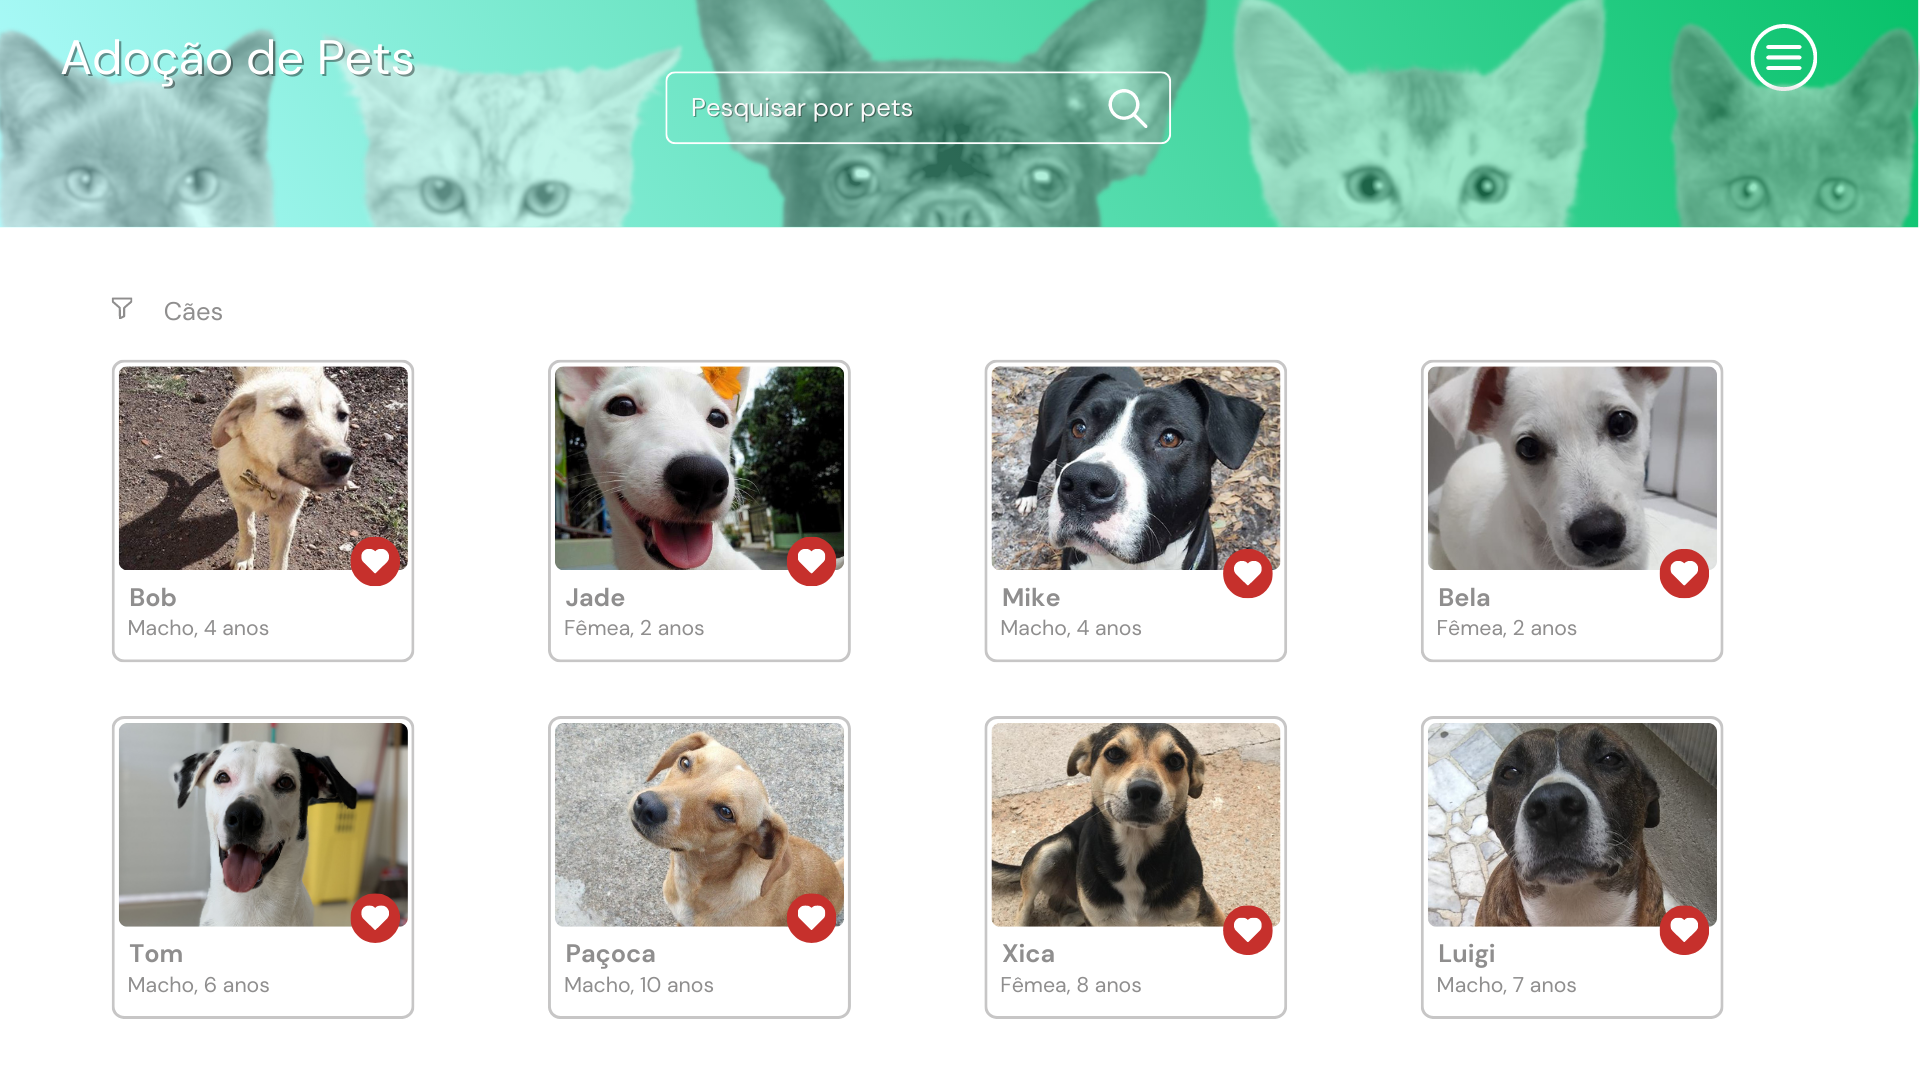 Adoção de Pets
Pesquisar por pets
Cães
Bob
Macho, 4 anos
Jade
Fêmea, 2 anos
Mike
Macho, 4 anos
Bela
Fêmea, 2 anos
Tom
Macho, 6 anos
Paçoca
Macho, 10 anos
Xica
Fêmea, 8 anos
Luigi
Macho, 7 anos